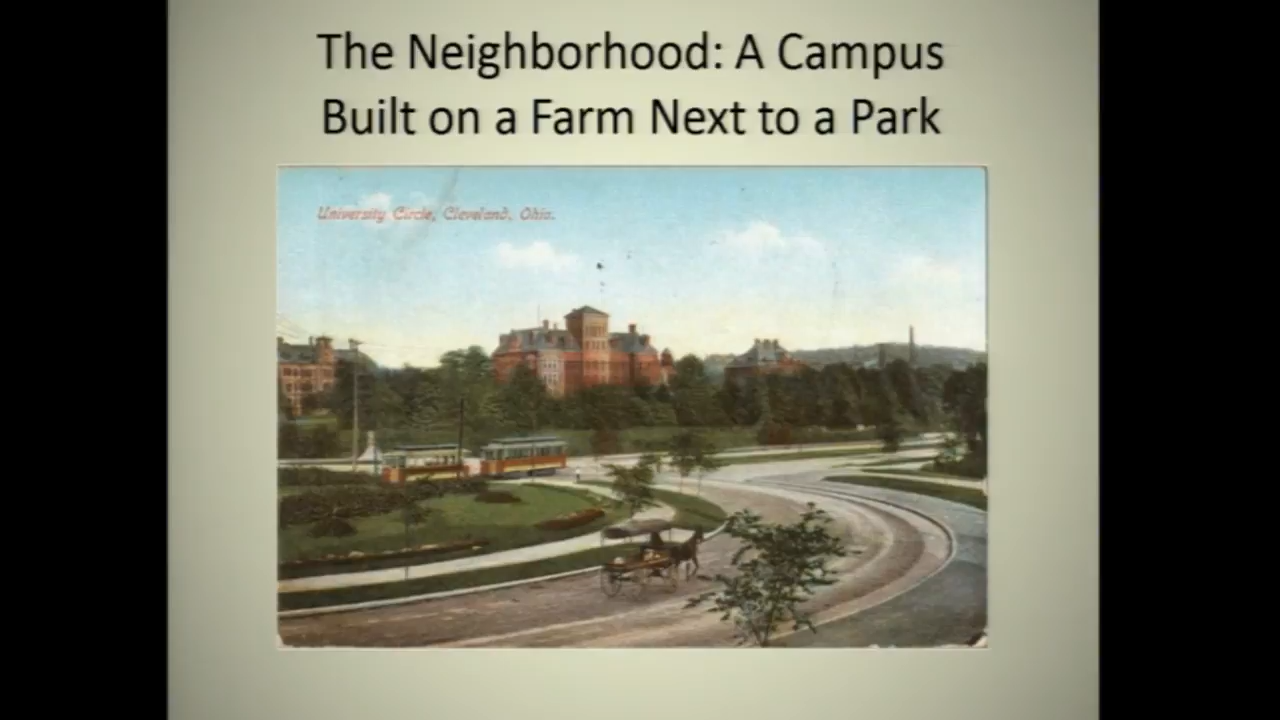 The Neighborhood: A Campus
Built on a Farm Next to a Park
University Circle, Cleveland, Ohio.